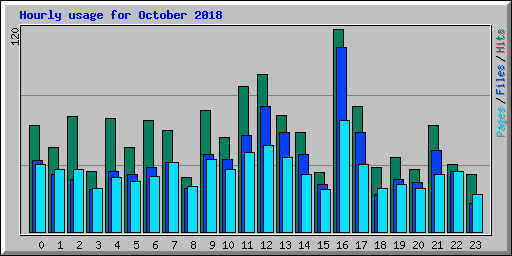 Hourly usage for October 2018
120
Pages / Files / Hits
0 1 2 3 4 5 6 7 8 9 10 11 12 13 14 15 16 17 18 19 20 21 22 23